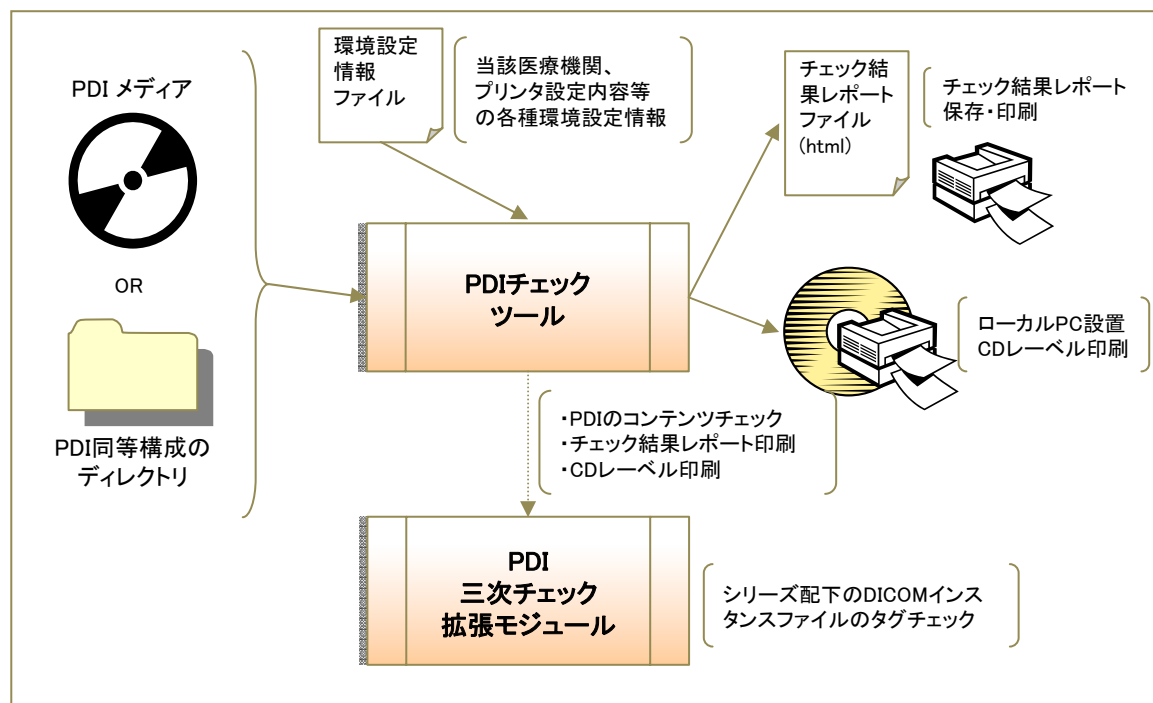 PDI メディア
OR
PDI同等構成の
ディレクトリ
環境設定
情報
ファイル
当該医療機関、
プリンタ設定内容等
の各種環境設定情報
PDIチェック
ツール
チェック結
果レポート
ファイル
(html)
チェック結果レポート
保存・印刷
ローカルPC設置
CDレーベル印刷
・PDIのコンテンツチェック
・チェック結果レポート印刷
・CDレーベル印刷
PDI
三次チェック
拡張モジュール
シリーズ配下のDICOMインス
タンスファイルのタグチェック